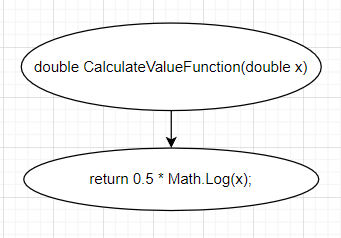 double CalculateValueFunction(double x)
return 0.5 * Math.Log(x);